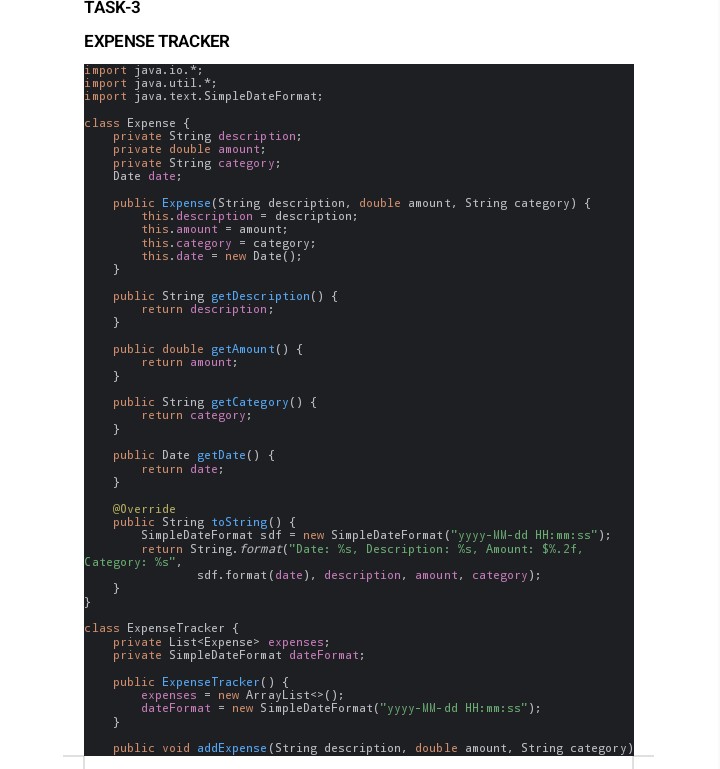 TASK-3
EXPENSE TRACKER
import java.io.*;
import java.util.*;
import java.text.SimpleDateFormat;
class Expense {
    private String description;
    private double amount;
    private String category;
    Date date;
    public Expense(String description, double amount, String category) {
        this.description = description;
        this.amount = amount;
        this.category = category;
        this.date = new Date();
    }
    public String getDescription() {
        return description;
    }
    public double getAmount() {
        return amount;
    }
    public String getCategory() {
        return category;
    }
    public Date getDate() {
        return date;
    }
    @Override
    public String toString() {
        SimpleDateFormat sdf = new SimpleDateFormat("yyyy-MM-dd HH:mm:ss");
        return String.format("Date: %s, Description: %s, Amount: $%.2f,
Category: %s",
                sdf.format(date), description, amount, category);
    }
}
class ExpenseTracker {
    private List<Expense> expenses;
    private SimpleDateFormat dateFormat;
    public ExpenseTracker() {
        expenses = new ArrayList<>();
        dateFormat = new SimpleDateFormat("yyyy-MM-dd HH:mm:ss");
    }
    public void addExpense(String description, double amount, String category)